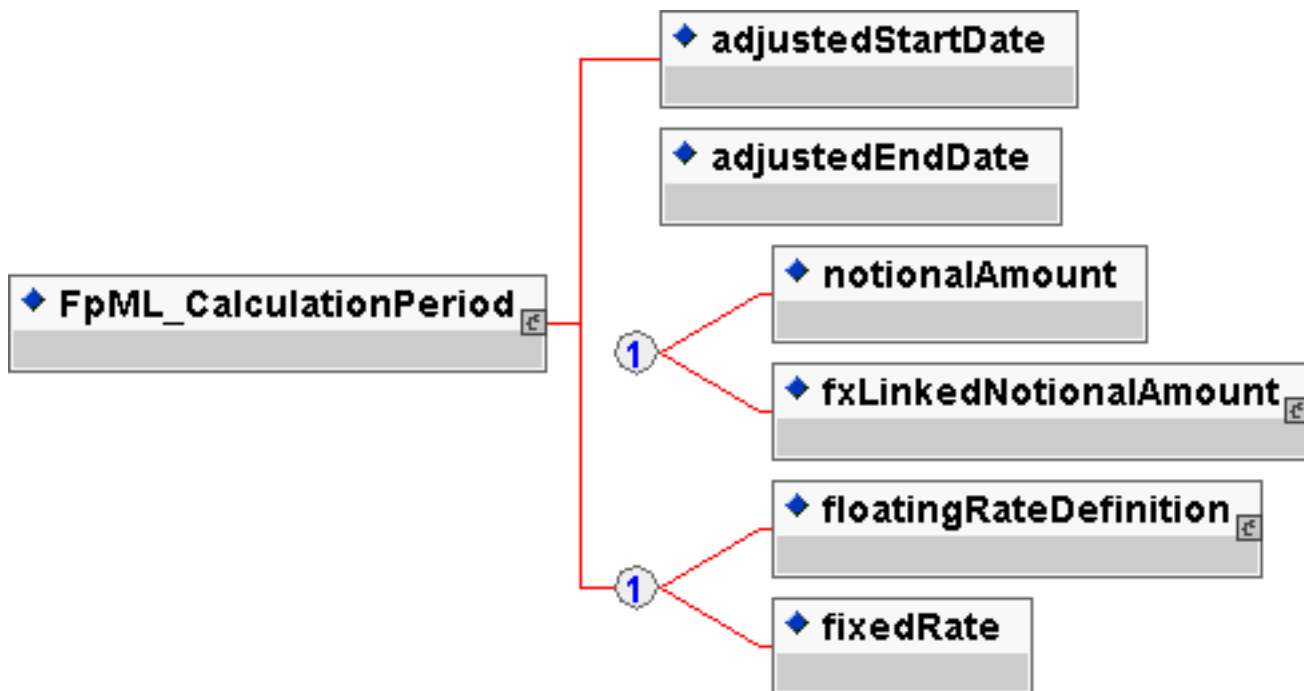 adjustedStartDate
adjustedEndDate
notionalAmount
FpML_CalculationPeriod
1
fxLinkedNotionalAmount
floatingRateDefinition
1
fixedRate